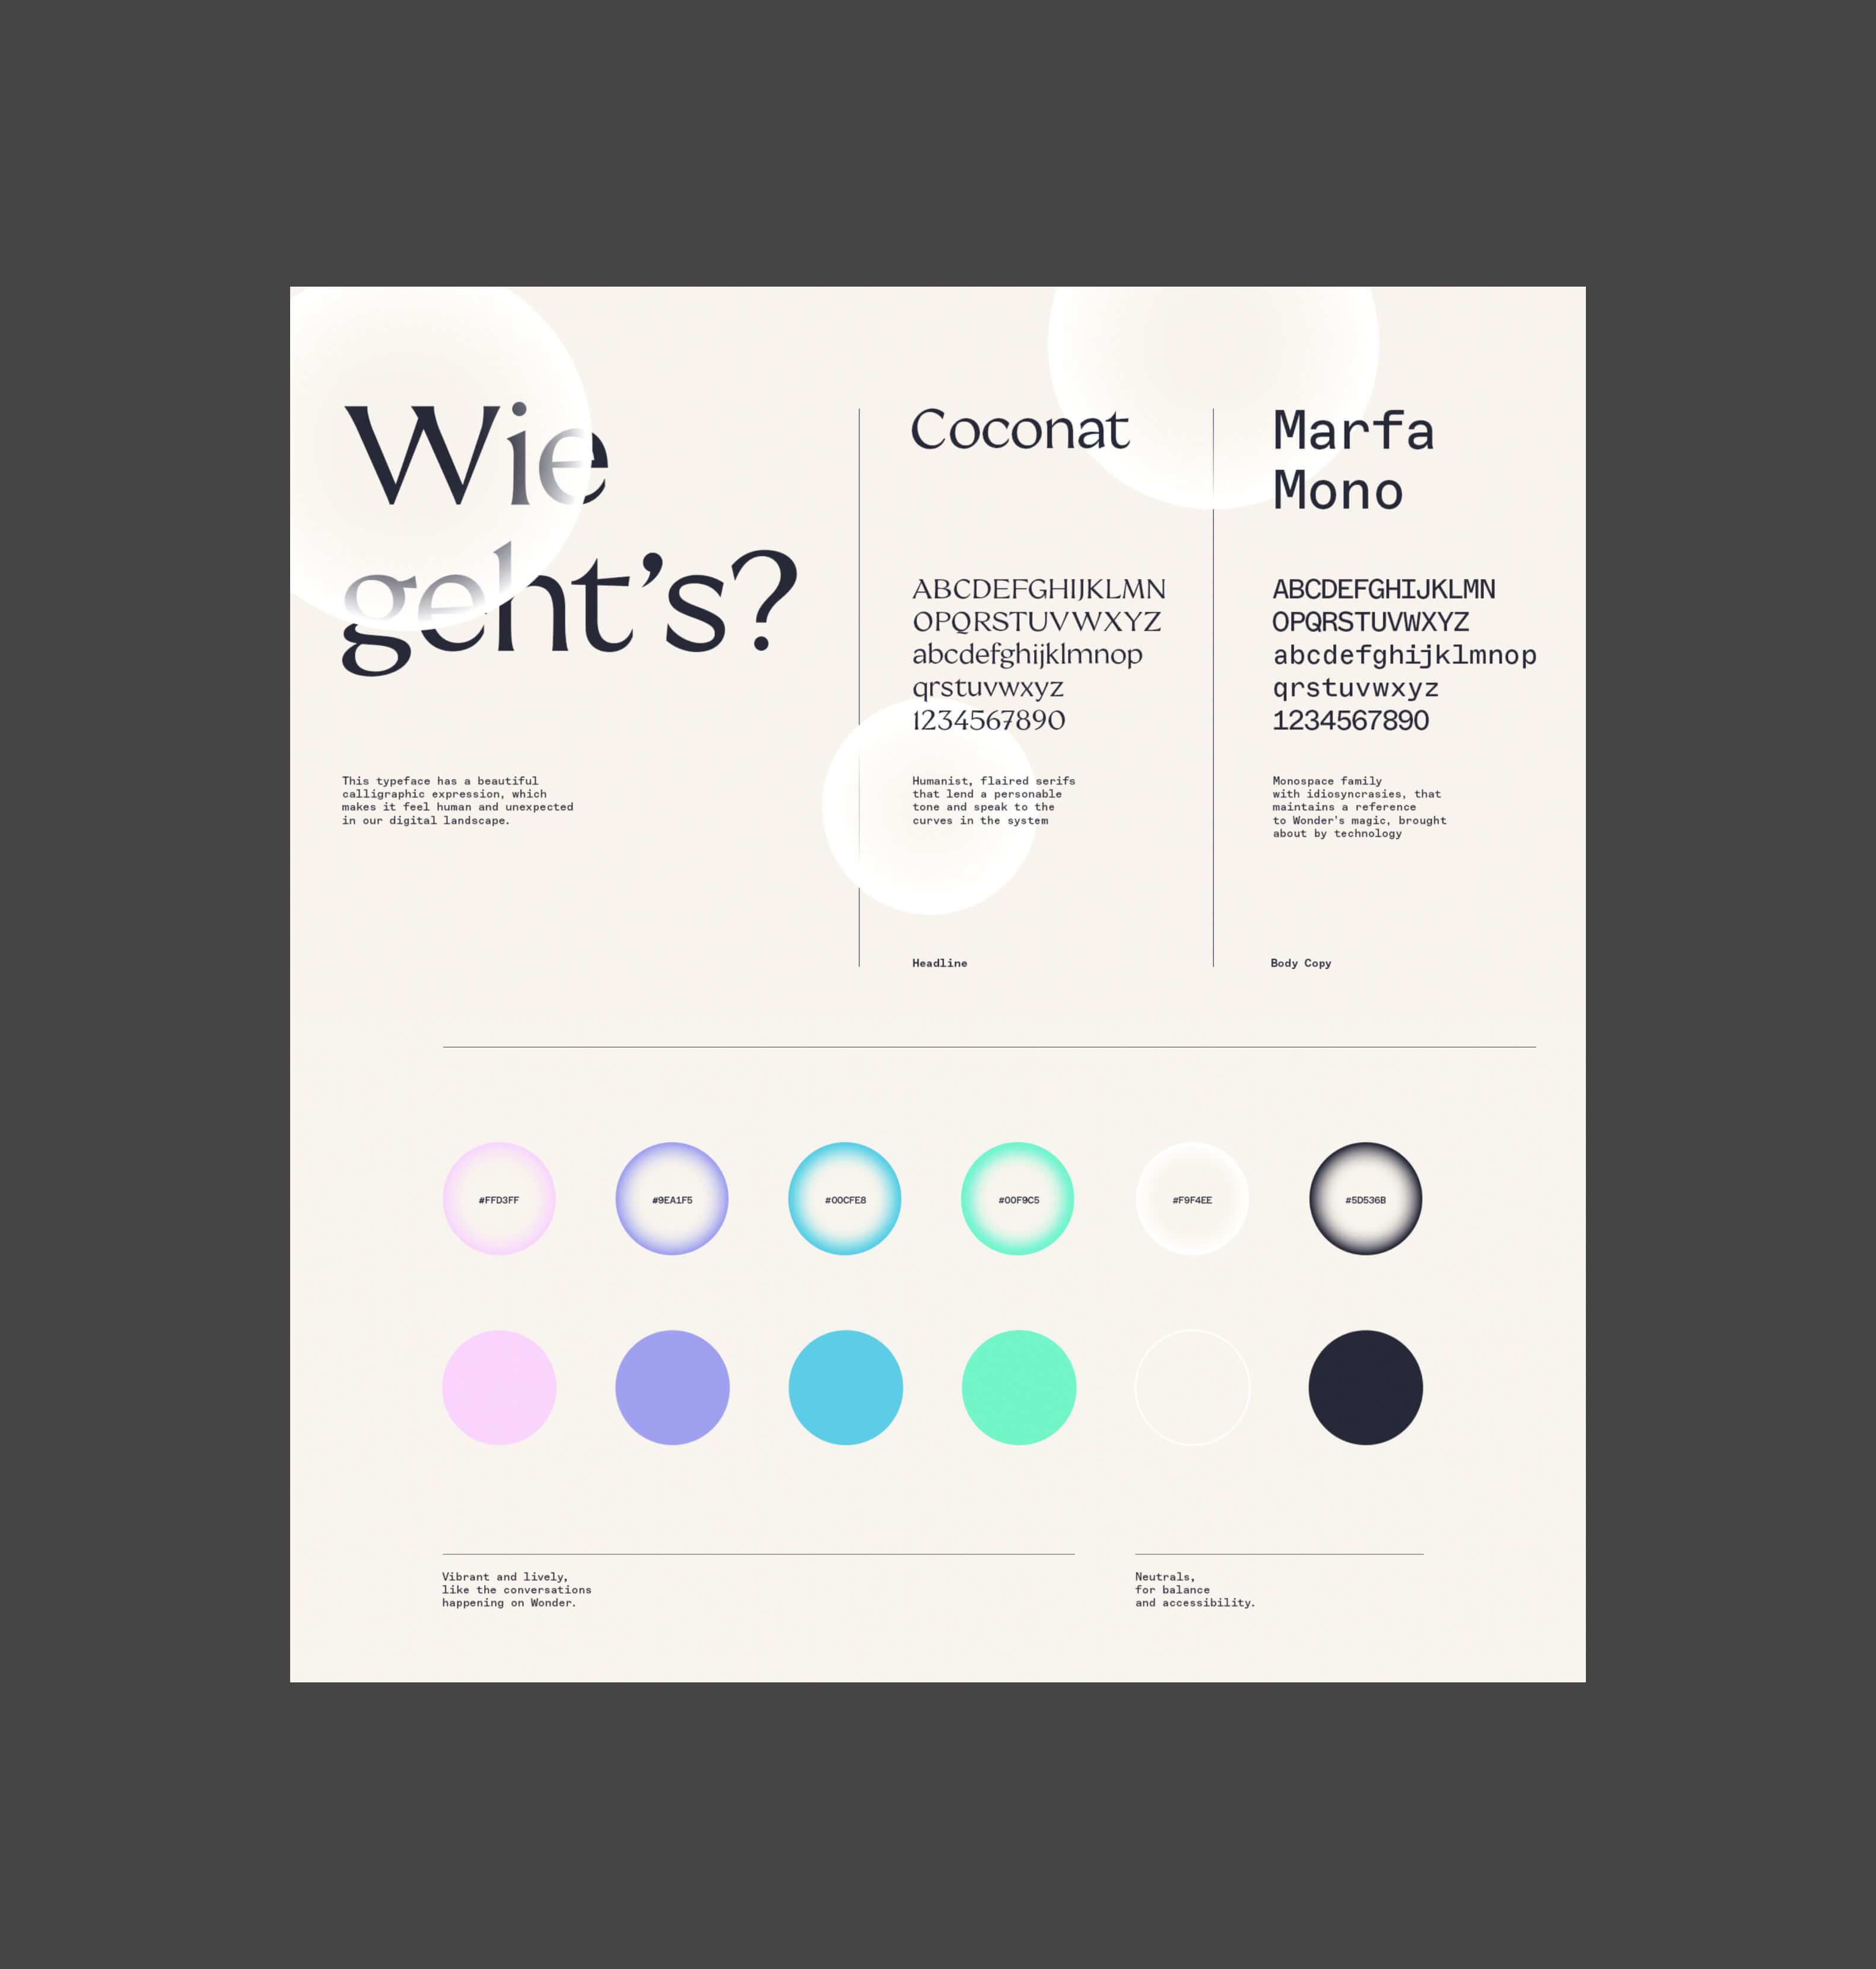 Wie
geht’s?
This typeface has a beautiful
calligraphic expression, which
makes it feel human and unexpected
in our digital landscape.
Coconat
ABCDEFGHIJKLMN
OPQRSTUVWXYZ
abcdefghijklmnop
qrstuvwxyz
1234567890
Humanist, flaired serifs
that lend a personable
tone and speak to the
curves in the system
Headline
Marfa
Mono
ABCDEFGHIJKLMN
OPQRSTUVWXYZ
abcdefghijklmnop
qrstuvwxyz
1234567890
Monospace family
with idiosyncrasies, that
maintains a reference
to Wonder's magic, brought
about by technology
Body Copy
#FFD3FF
#9EA1F5
#00CFE8
#00F9C5
#F9F4EE
#5D536B
Vibrant and lively,
like the conversations
happening on Wonder.
Neutrals,
for balance
and accessibility.